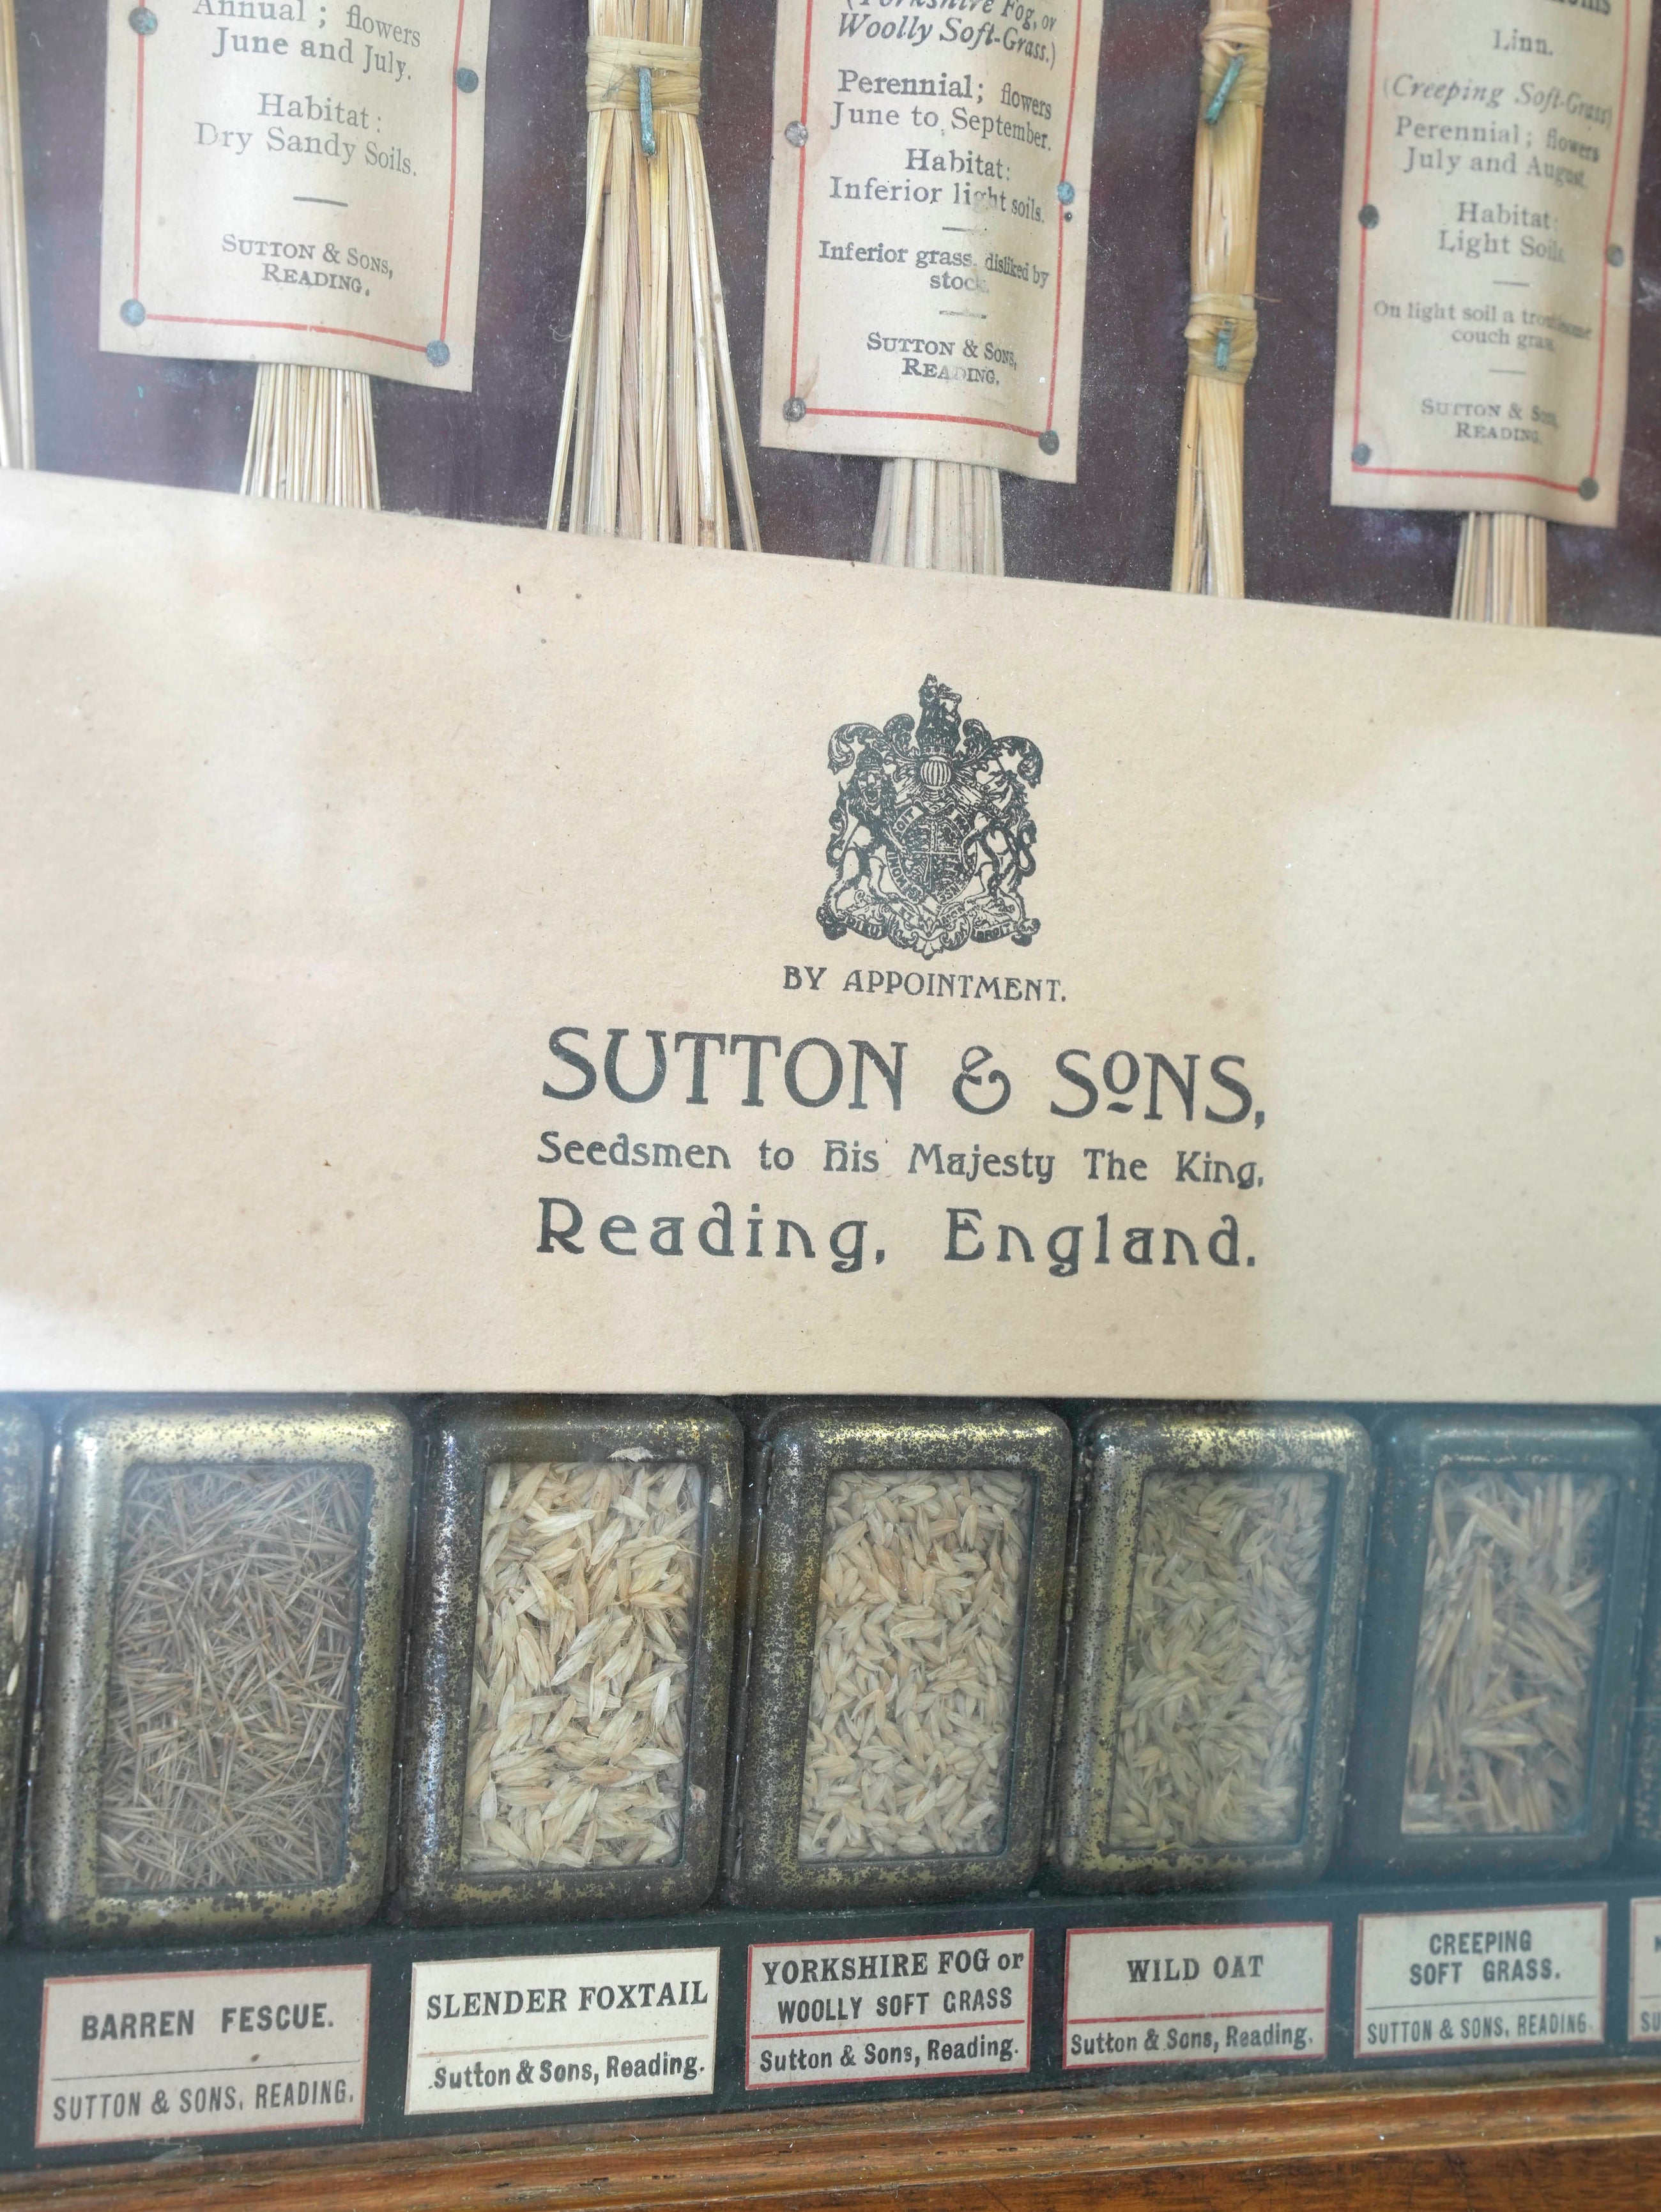 Annual ; flowers
June and July.
Habitat :
Dry Sandy Soils.
SUTTON & SONS,
READING.
(Yorkshire Fog, or
Woolly Soft-Grass.)
Perennial ; flowers
June to September.
Habitat:
Inferior light soils.
Inferior grass, disliked by
stock.
SUTTON & SONS,
READING.
Linn.
(Creeping Soft-Grass)
Perennial ; flowers
July and August.
Habitat:
Light Soils.
On light soil a troublesome
couch grass.
SUTTON & Sons,
READING.
BY APPOINTMENT.
SUTTON & SONS,
Seedsmen to His Majesty The King,
Reading, England.
BARREN FESCUE.
SUTTON & SONS, READING.
SLENDER FOXTAIL
Sutton & Sons, Reading.
YORKSHIRE FOG or
WOOLLY SOFT GRASS
Sutton & Sons, Reading.
WILD OAT
Sutton & Sons, Reading.
CREEPING
SOFT GRASS.
SUTTON & SONS, READING.